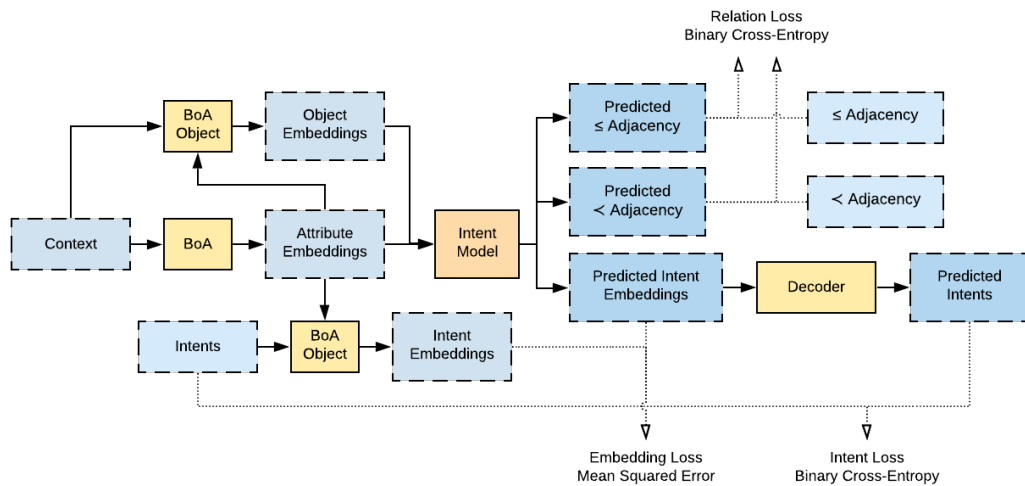 Relation Loss
Binary Cross-Entropy
BoA
Object
Object
Embeddings
Predicted
≤ Adjacency
≤ Adjacency
Predicted
≺ Adjacency
≺ Adjacency
Context
BoA
Attribute
Embeddings
Intent
Model
Predicted Intent
Embeddings
Decoder
Predicted
Intents
Intents
BoA
Object
Intent
Embeddings
Embedding Loss
Mean Squared Error
Intent Loss
Binary Cross-Entropy